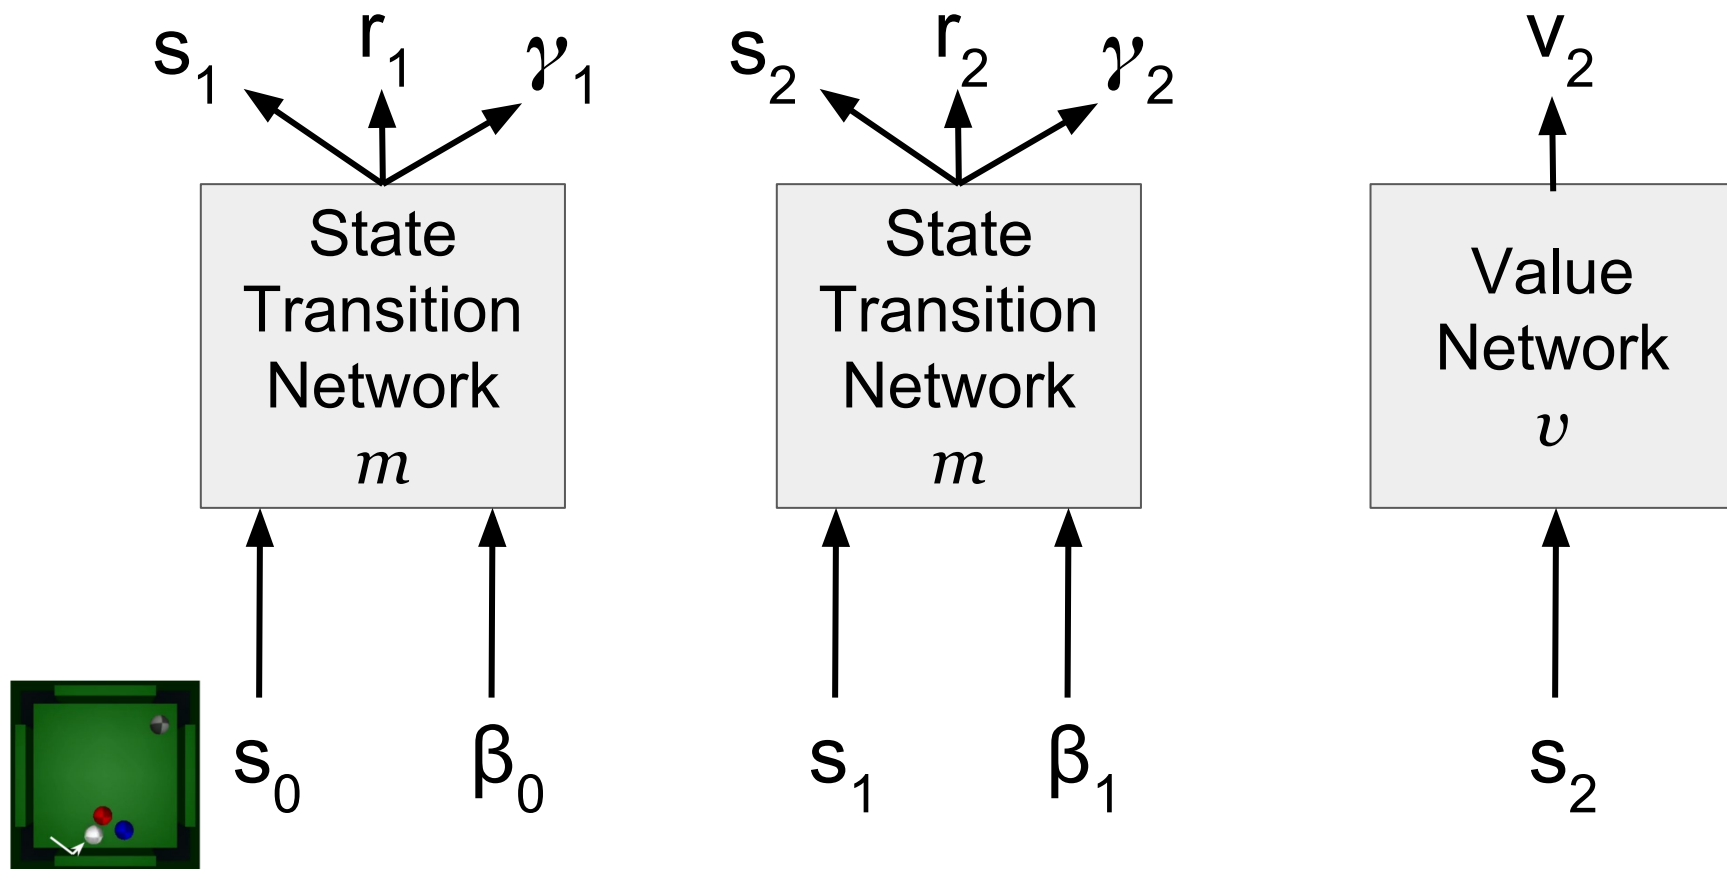 s₁ r₁ γ₁ s₂ r₂ γ₂ v₂
State
Transition
Network
m
State
Transition
Network
m
Value
Network
v
s₀ β₀ s₁ β₁ s₂